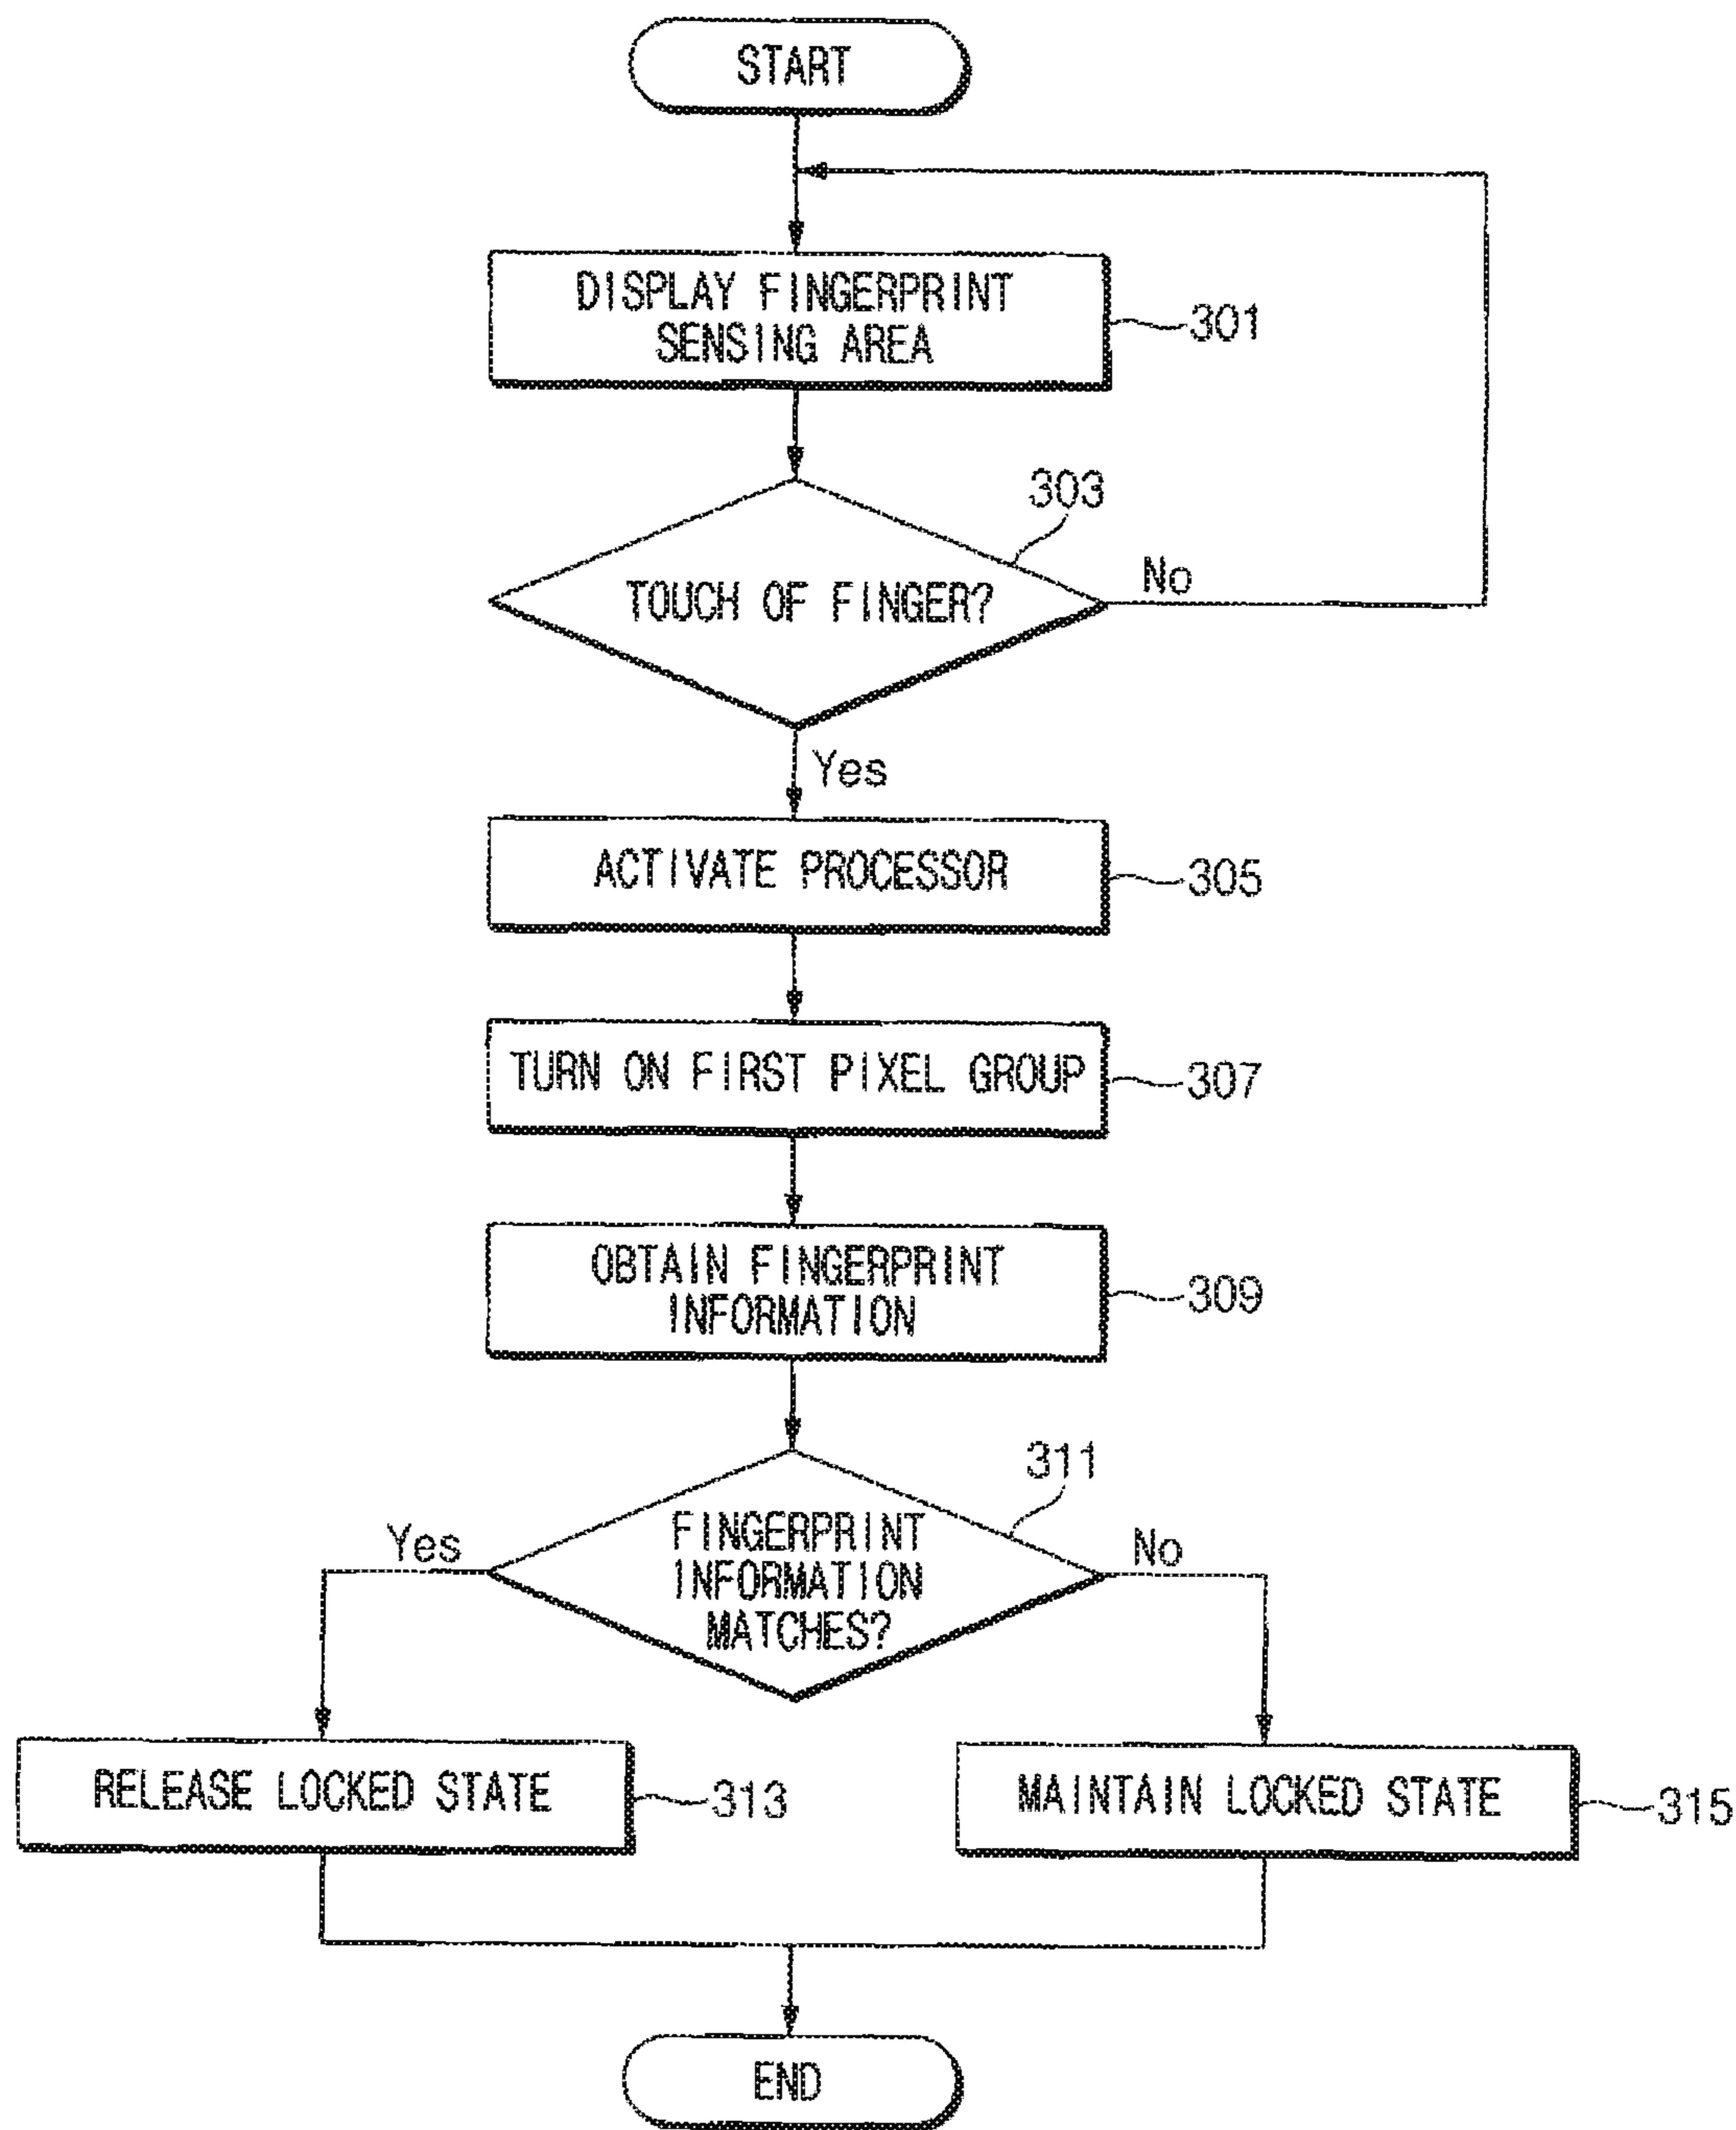 START
DISPLAY FINGERPRINT
SENSING AREA
301
303
TOUCH OF FINGER?
No
Yes
ACTIVATE PROCESSOR
305
TURN ON FIRST PIXEL GROUP
307
OBTAIN FINGERPRINT
INFORMATION
309
311
FINGERPRINT
INFORMATION
MATCHES?
Yes
No
RELEASE LOCKED STATE
313
MAINTAIN LOCKED STATE
315
END